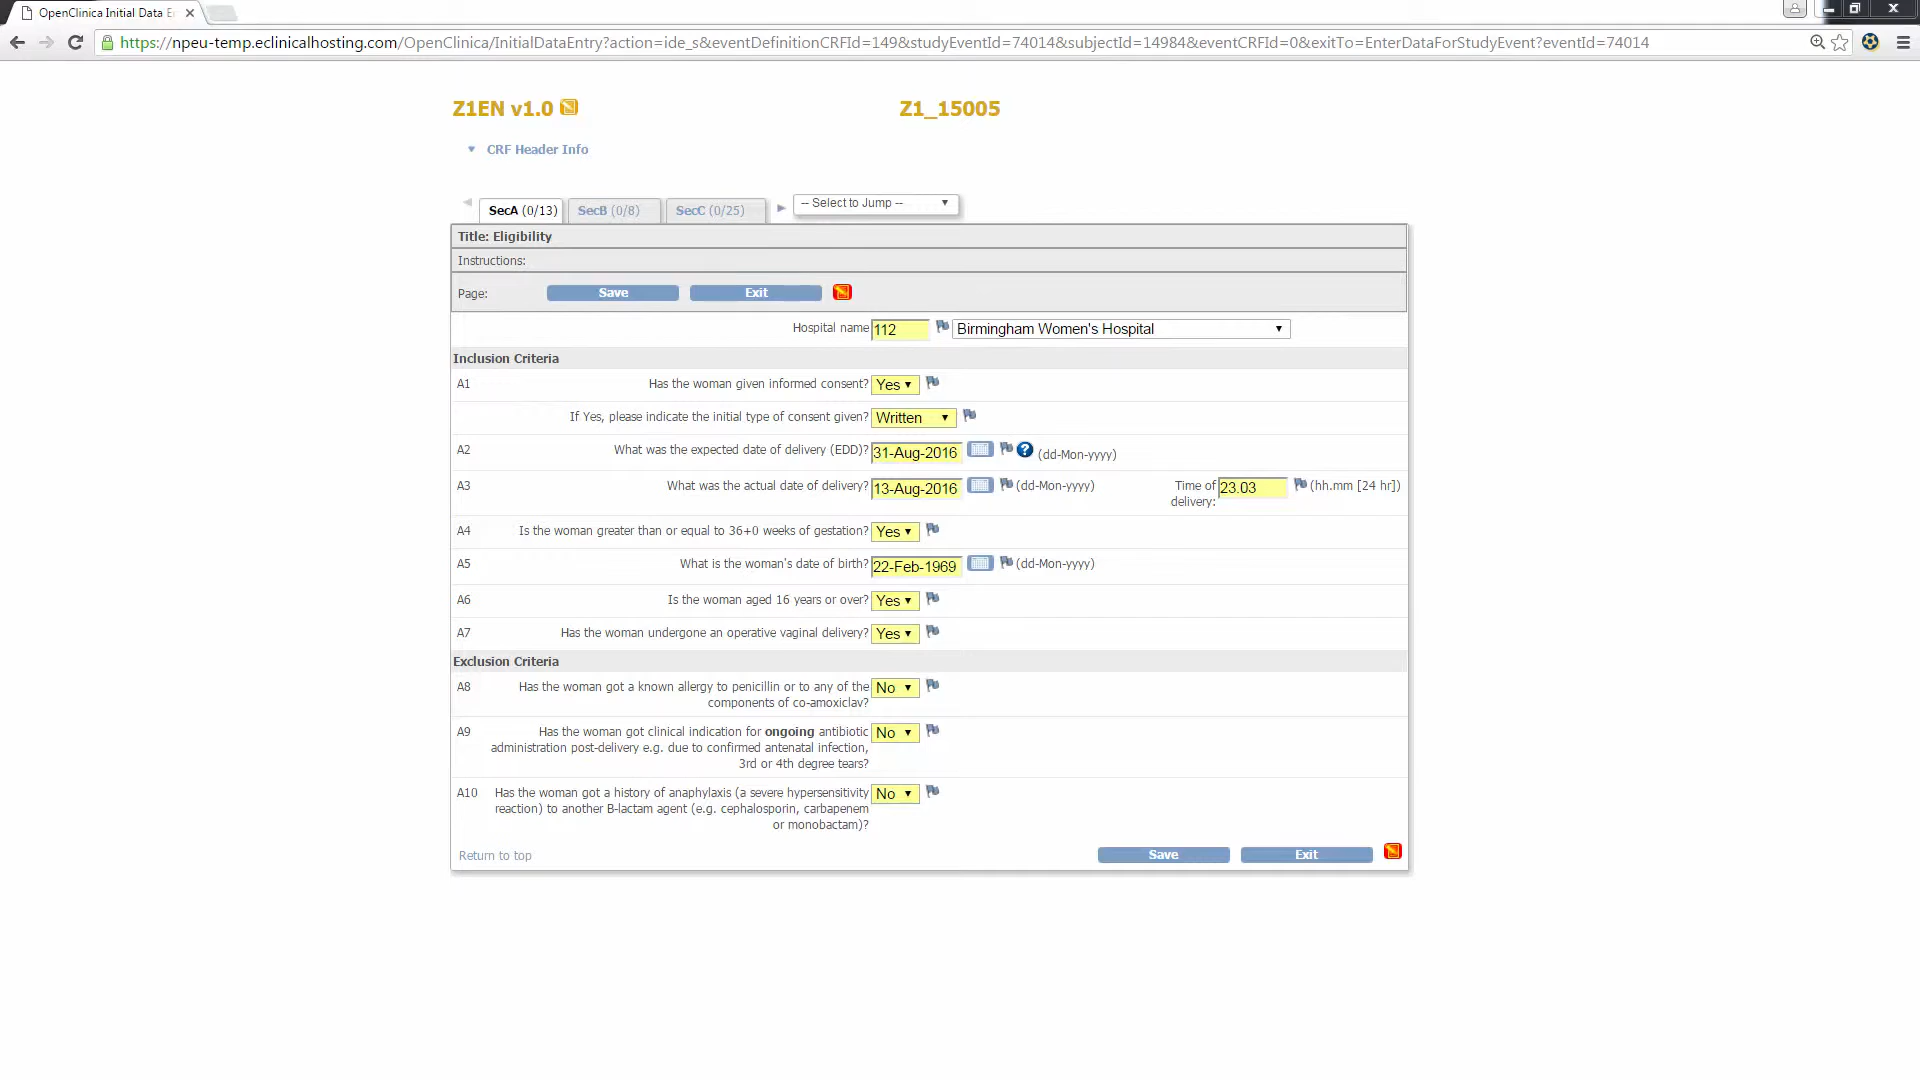 OpenClinica Initial Data E
https://npeu-temp.eclinicalhosting.com/OpenClinica/InitialDataEntry?action=ide_s&eventDefinitionCRFId=149&studyEventId=74014&subjectId=14984&eventCRFId=0&exitTo=EnterDataForStudyEvent?eventId=74014
Z1EN v1.0 Z1_15005
CRF Header Info
SecA (0/13) SecB (0/8) SecC (0/25) -- Select to Jump --
Title: Eligibility
Instructions:
Page: Save Exit
Hospital name 112 Birmingham Women's Hospital
Inclusion Criteria
A1 Has the woman given informed consent? Yes
If Yes, please indicate the initial type of consent given? Written
A2 What was the expected date of delivery (EDD)? 31-Aug-2016 ? (dd-Mon-yyyy)
A3 What was the actual date of delivery? 13-Aug-2016 (dd-Mon-yyyy) Time of 23.03 (hh.mm [24 hr])
delivery:
A4 Is the woman greater than or equal to 36+0 weeks of gestation? Yes
A5 What is the woman's date of birth? 22-Feb-1969 (dd-Mon-yyyy)
A6 Is the woman aged 16 years or over? Yes
A7 Has the woman undergone an operative vaginal delivery? Yes
Exclusion Criteria
A8 Has the woman got a known allergy to penicillin or to any of the No
components of co-amoxiclav?
A9 Has the woman got clinical indication for ongoing antibiotic No
administration post-delivery e.g. due to confirmed antenatal infection,
3rd or 4th degree tears?
A10 Has the woman got a history of anaphylaxis (a severe hypersensitivity No
reaction) to another B-lactam agent (e.g. cephalosporin, carbapenem
or monobactam)?
Return to top Save Exit